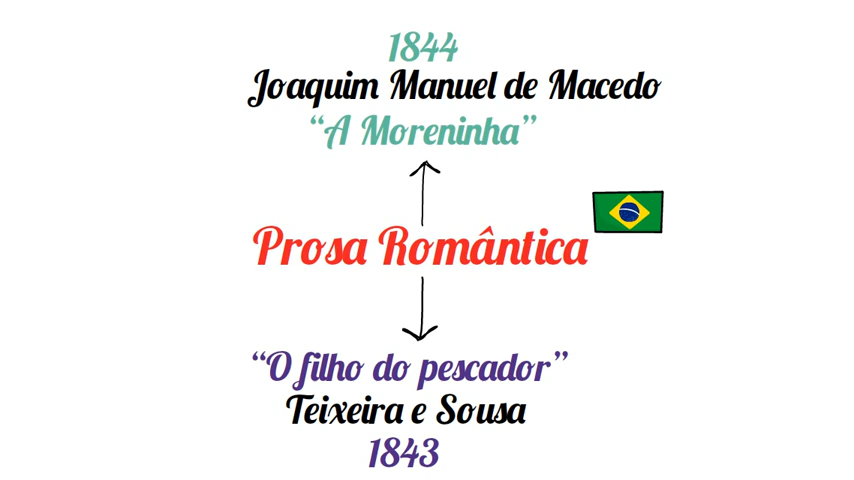 1844
Joaquim Manuel de Macedo
“A Moreninha”
Prosa Romântica
“O filho do pescador”
Teixeira e Sousa
1843